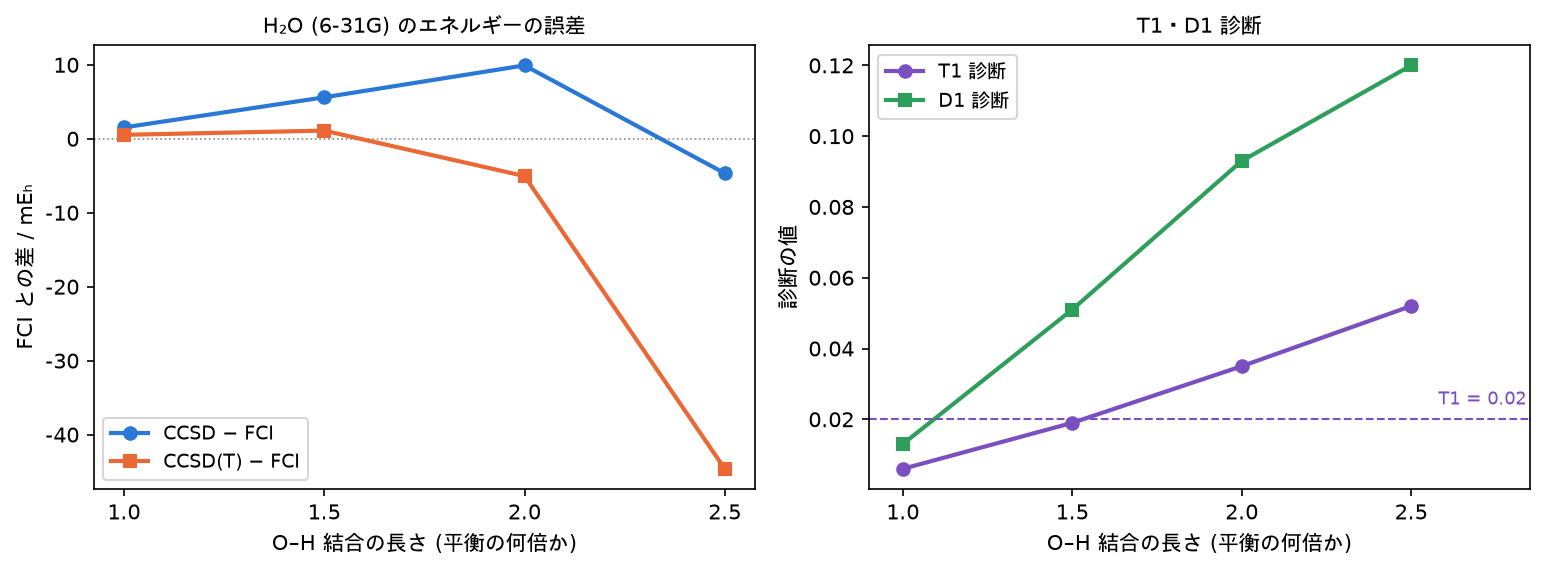 H₂O (6-31G) のエネルギーの誤差
FCI との差 / mEₕ
10
0
-10
-20
-30
-40
CCSD − FCI
CCSD(T) − FCI
1.0
1.5
2.0
2.5
O–H 結合の長さ (平衡の何倍か)
T1・D1 診断
診断の値
0.12
0.10
0.08
0.06
0.04
0.02
T1 診断
D1 診断
T1 = 0.02
1.0
1.5
2.0
2.5
O–H 結合の長さ (平衡の何倍か)